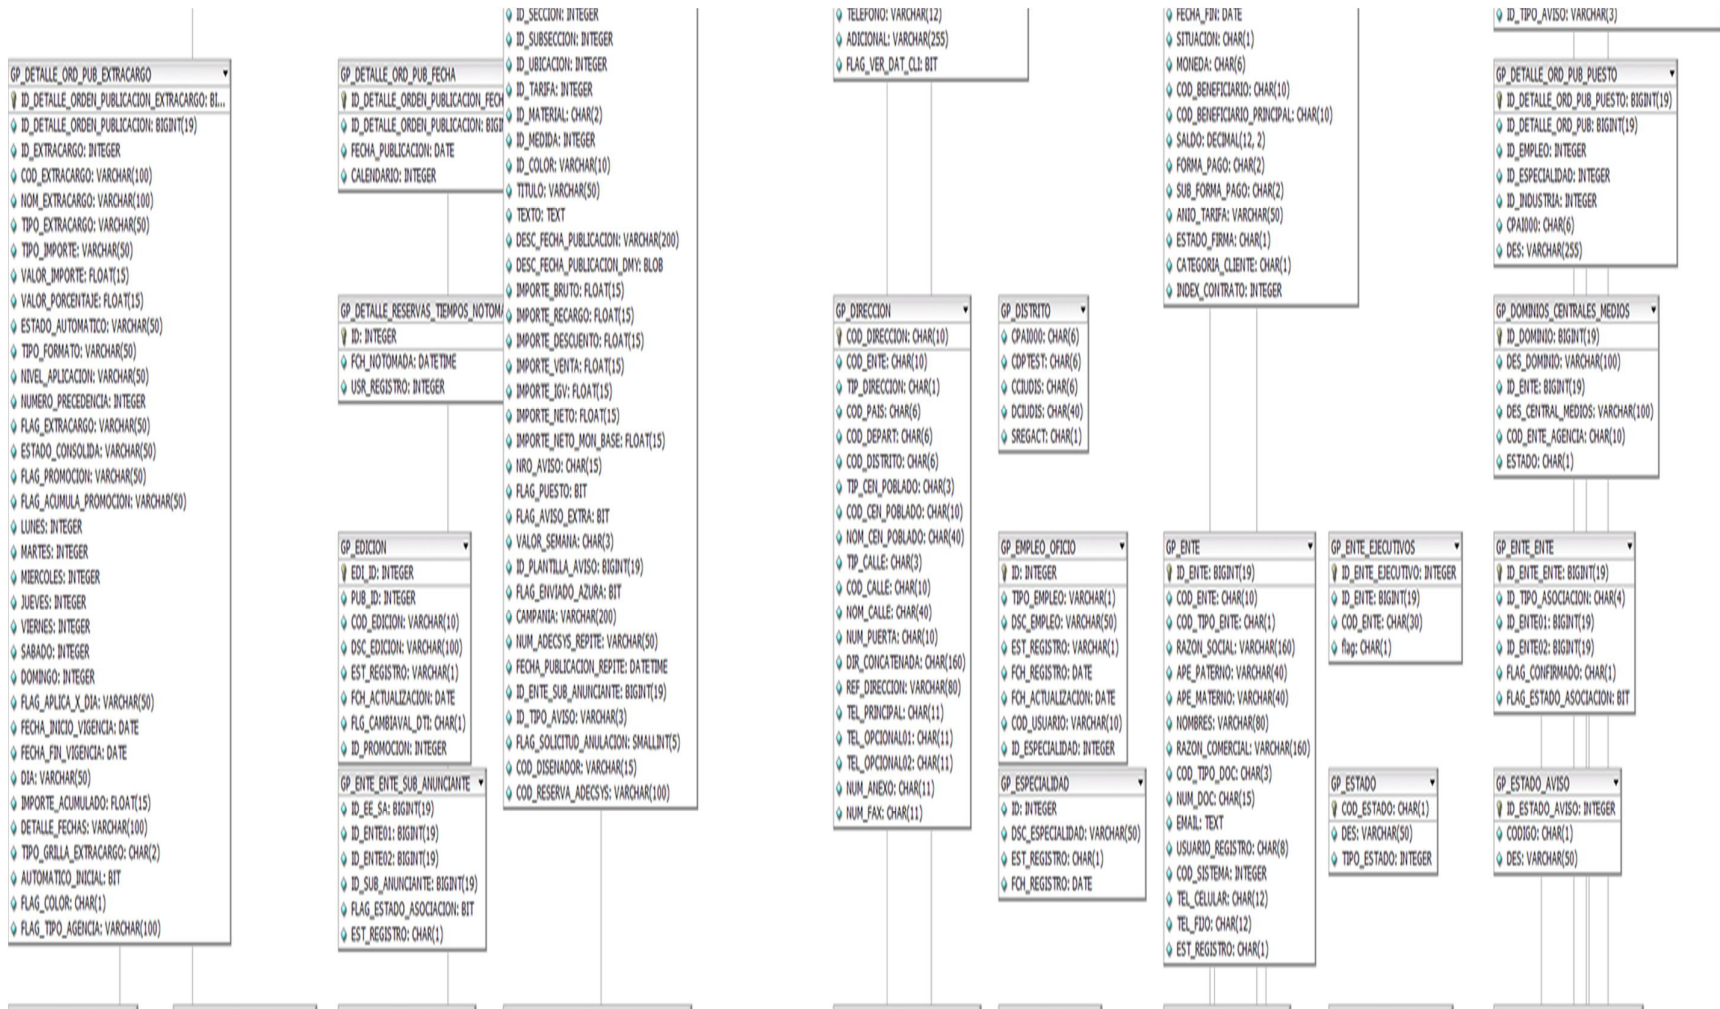 GP_DETALLE_ORD_PUB_EXTRACARGO
ID_DETALLE_ORDEN_PUBLICACION_EXTRACARGO: BI...
ID_DETALLE_ORDEN_PUBLICACION: BIGINT(19)
ID_EXTRACARGO: INTEGER
COD_EXTRACARGO: VARCHAR(100)
NOM_EXTRACARGO: VARCHAR(100)
TIPO_EXTRACARGO: VARCHAR(50)
TIPO_IMPORTE: VARCHAR(50)
VALOR_IMPORTE: FLOAT(15)
VALOR_PORCENTAJE: FLOAT(15)
ESTADO_AUTOMATICO: VARCHAR(50)
TIPO_FORMATO: VARCHAR(50)
NIVEL_APLICACION: VARCHAR(50)
NUMERO_PRECEDENCIA: INTEGER
FLAG_EXTRACARGO: VARCHAR(50)
ESTADO_CONSOLIDA: VARCHAR(50)
FLAG_PROMOCION: VARCHAR(50)
FLAG_ACUMULA_PROMOCION: VARCHAR(50)
LUNES: INTEGER
MARTES: INTEGER
MIERCOLES: INTEGER
JUEVES: INTEGER
VIERNES: INTEGER
SABADO: INTEGER
DOMINGO: INTEGER
FLAG_APLICA_X_DIA: VARCHAR(50)
FECHA_INICIO_VIGENCIA: DATE
FECHA_FIN_VIGENCIA: DATE
DIA: VARCHAR(50)
IMPORTE_ACUMULADO: FLOAT(15)
DETALLE_FECHAS: VARCHAR(100)
TIPO_GRILLA_EXTRACARGO: CHAR(2)
AUTOMATICO_INICIAL: BIT
FLAG_COLOR: CHAR(1)
FLAG_TIPO_AGENCIA: VARCHAR(100)
GP_DETALLE_ORD_PUB_FECHA
ID_DETALLE_ORDEN_PUBLICACION_FECH
ID_DETALLE_ORDEN_PUBLICACION: BIGI
FECHA_PUBLICACION: DATE
CALENDARIO: INTEGER
GP_DETALLE_RESERVAS_TIEMPOS_NOTOMA
ID: INTEGER
FCH_NOTOMADA: DATETIME
USR_REGISTRO: INTEGER
GP_EDICION
EDI_ID: INTEGER
PUB_ID: INTEGER
COD_EDICION: VARCHAR(10)
DSC_EDICION: VARCHAR(100)
EST_REGISTRO: VARCHAR(1)
FCH_ACTUALIZACION: DATE
FLG_CAMBIAVAL_DTI: CHAR(1)
ID_PROMOCION: INTEGER
GP_ENTE_ENTE_SUB_ANUNCIANTE
ID_EE_SA: BIGINT(19)
ID_ENTE01: BIGINT(19)
ID_ENTE02: BIGINT(19)
ID_SUB_ANUNCIANTE: BIGINT(19)
FLAG_ESTADO_ASOCIACION: BIT
EST_REGISTRO: CHAR(1)
ID_SECCION: INTEGER
ID_SUBSECCION: INTEGER
ID_UBICACION: INTEGER
ID_TARIFA: INTEGER
ID_MATERIAL: CHAR(2)
ID_MEDIDA: INTEGER
ID_COLOR: VARCHAR(10)
TITULO: VARCHAR(50)
TEXTO: TEXT
DESC_FECHA_PUBLICACION: VARCHAR(200)
DESC_FECHA_PUBLICACION_DMY: BLOB
IMPORTE_BRUTO: FLOAT(15)
IMPORTE_RECARGO: FLOAT(15)
IMPORTE_DESCUENTO: FLOAT(15)
IMPORTE_VENTA: FLOAT(15)
IMPORTE_IGV: FLOAT(15)
IMPORTE_NETO: FLOAT(15)
IMPORTE_NETO_MON_BASE: FLOAT(15)
NRO_AVISO: CHAR(15)
FLAG_PUESTO: BIT
FLAG_AVISO_EXTRA: BIT
VALOR_SEMANA: CHAR(3)
ID_PLANTILLA_AVISO: BIGINT(19)
FLAG_ENVIADO_AZURA: BIT
CAMPANIA: VARCHAR(200)
NUM_ADECSYS_REPITE: VARCHAR(50)
FECHA_PUBLICACION_REPITE: DATETIME
ID_ENTE_SUB_ANUNCIANTE: BIGINT(19)
ID_TIPO_AVISO: VARCHAR(3)
FLAG_SOLICITUD_ANULACION: SMALLINT(5)
COD_DISENADOR: VARCHAR(15)
COD_RESERVA_ADECSYS: VARCHAR(100)
TELEFONO: VARCHAR(12)
ADICIONAL: VARCHAR(255)
FLAG_VER_DAT_CLI: BIT
GP_DIRECCION
COD_DIRECCION: CHAR(10)
COD_ENTE: CHAR(10)
TIP_DIRECCION: CHAR(1)
COD_PAIS: CHAR(6)
COD_DEPART: CHAR(6)
COD_DISTRITO: CHAR(6)
TIP_CEN_POBLADO: CHAR(3)
COD_CEN_POBLADO: CHAR(10)
NOM_CEN_POBLADO: CHAR(40)
TIP_CALLE: CHAR(3)
COD_CALLE: CHAR(10)
NOM_CALLE: CHAR(40)
NUM_PUERTA: CHAR(10)
DIR_CONCATENADA: CHAR(160)
REF_DIRECCION: VARCHAR(80)
TEL_PRINCIPAL: CHAR(11)
TEL_OPCIONAL01: CHAR(11)
TEL_OPCIONAL02: CHAR(11)
NUM_ANEXO: CHAR(11)
NUM_FAX: CHAR(11)
GP_DISTRITO
CPAI000: CHAR(6)
CDPTEST: CHAR(6)
CCIUDIS: CHAR(6)
DCIUDIS: CHAR(40)
SREGACT: CHAR(1)
GP_EMPLEO_OFICIO
ID: INTEGER
TIPO_EMPLEO: VARCHAR(1)
DSC_EMPLEO: VARCHAR(50)
EST_REGISTRO: VARCHAR(1)
FCH_REGISTRO: DATE
FCH_ACTUALIZACION: DATE
COD_USUARIO: VARCHAR(10)
ID_ESPECIALIDAD: INTEGER
GP_ESPECIALIDAD
ID: INTEGER
DSC_ESPECIALIDAD: VARCHAR(50)
EST_REGISTRO: CHAR(1)
FCH_REGISTRO: DATE
FECHA_FIN: DATE
SITUACION: CHAR(1)
MONEDA: CHAR(6)
COD_BENEFICIARIO: CHAR(10)
COD_BENEFICIARIO_PRINCIPAL: CHAR(10)
SALDO: DECIMAL(12, 2)
FORMA_PAGO: CHAR(2)
SUB_FORMA_PAGO: CHAR(2)
ANIO_TARIFA: VARCHAR(50)
ESTADO_FIRMA: CHAR(1)
CATEGORIA_CLIENTE: CHAR(1)
INDEX_CONTRATO: INTEGER
GP_ENTE
ID_ENTE: BIGINT(19)
COD_ENTE: CHAR(10)
COD_TIPO_ENTE: CHAR(1)
RAZON_SOCIAL: VARCHAR(160)
APE_PATERNO: VARCHAR(40)
APE_MATERNO: VARCHAR(40)
NOMBRES: VARCHAR(80)
RAZON_COMERCIAL: VARCHAR(160)
COD_TIPO_DOC: CHAR(3)
NUM_DOC: CHAR(15)
EMAIL: TEXT
USUARIO_REGISTRO: CHAR(8)
COD_SISTEMA: INTEGER
TEL_CELULAR: CHAR(12)
TEL_FIJO: CHAR(12)
EST_REGISTRO: CHAR(1)
GP_ENTE_EJECUTIVOS
ID_ENTE_EJECUTIVO: INTEGER
ID_ENTE: BIGINT(19)
COD_ENTE: CHAR(30)
flag: CHAR(1)
GP_ESTADO
COD_ESTADO: CHAR(1)
DES: VARCHAR(50)
TIPO_ESTADO: INTEGER
ID_TIPO_AVISO: VARCHAR(3)
GP_DETALLE_ORD_PUB_PUESTO
ID_DETALLE_ORD_PUB_PUESTO: BIGINT(19)
ID_DETALLE_ORD_PUB: BIGINT(19)
ID_EMPLEO: INTEGER
ID_ESPECIALIDAD: INTEGER
ID_INDUSTRIA: INTEGER
CPAI000: CHAR(6)
DES: VARCHAR(255)
GP_DOMINIOS_CENTRALES_MEDIOS
ID_DOMINIO: BIGINT(19)
DES_DOMINIO: VARCHAR(100)
ID_ENTE: BIGINT(19)
DES_CENTRAL_MEDIOS: VARCHAR(100)
COD_ENTE_AGENCIA: CHAR(10)
ESTADO: CHAR(1)
GP_ENTE_ENTE
ID_ENTE_ENTE: BIGINT(19)
ID_TIPO_ASOCIACION: CHAR(4)
ID_ENTE01: BIGINT(19)
ID_ENTE02: BIGINT(19)
FLAG_CONFIRMADO: CHAR(1)
FLAG_ESTADO_ASOCIACION: BIT
GP_ESTADO_AVISO
ID_ESTADO_AVISO: INTEGER
CODIGO: CHAR(1)
DES: VARCHAR(50)